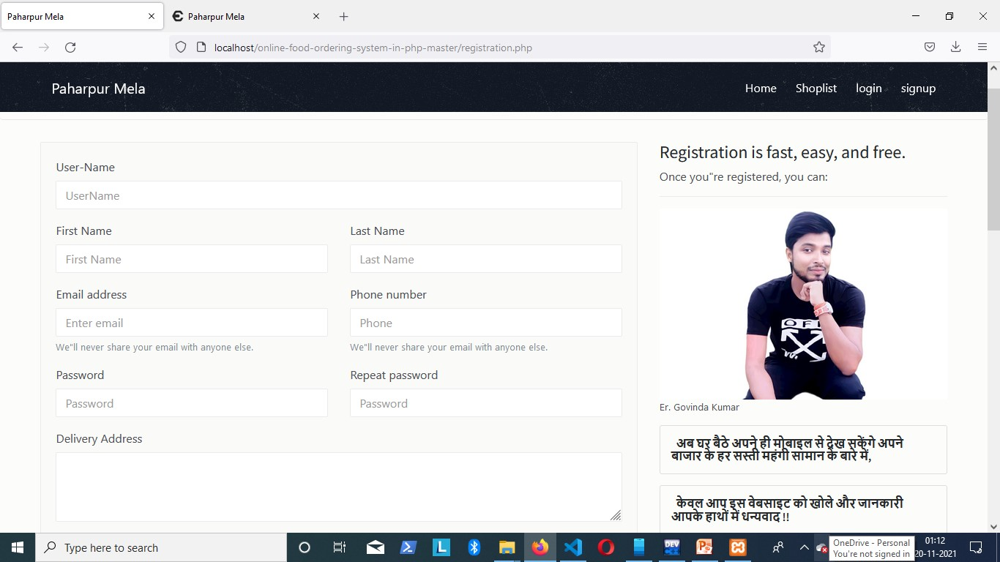 Paharpur Mela
Paharpur Mela
localhost/online-food-ordering-system-in-php-master/registration.php
Paharpur Mela
Home
Shoplist
login
signup
User-Name
UserName
First Name
Last Name
First Name
Last Name
Email address
Phone number
Enter email
Phone
We"ll never share your email with anyone else.
We"ll never share your email with anyone else.
Password
Repeat password
Password
Password
Delivery Address
Registration is fast, easy, and free.
Once you"re registered, you can:
OFF
Er. Govinda Kumar
अब घर बैठे अपने ही मोबाइल से देख सकेंगे अपने
बाजार के हर सस्ती महंगी सामान के बारे में,
केवल आप इस वेबसाइट को खोले और जानकारी
आपके हाथों में धन्यवाद !!
Type here to search
L
DEV
C++
OneDrive - Personal
You're not signed in
01:12
20-11-2021